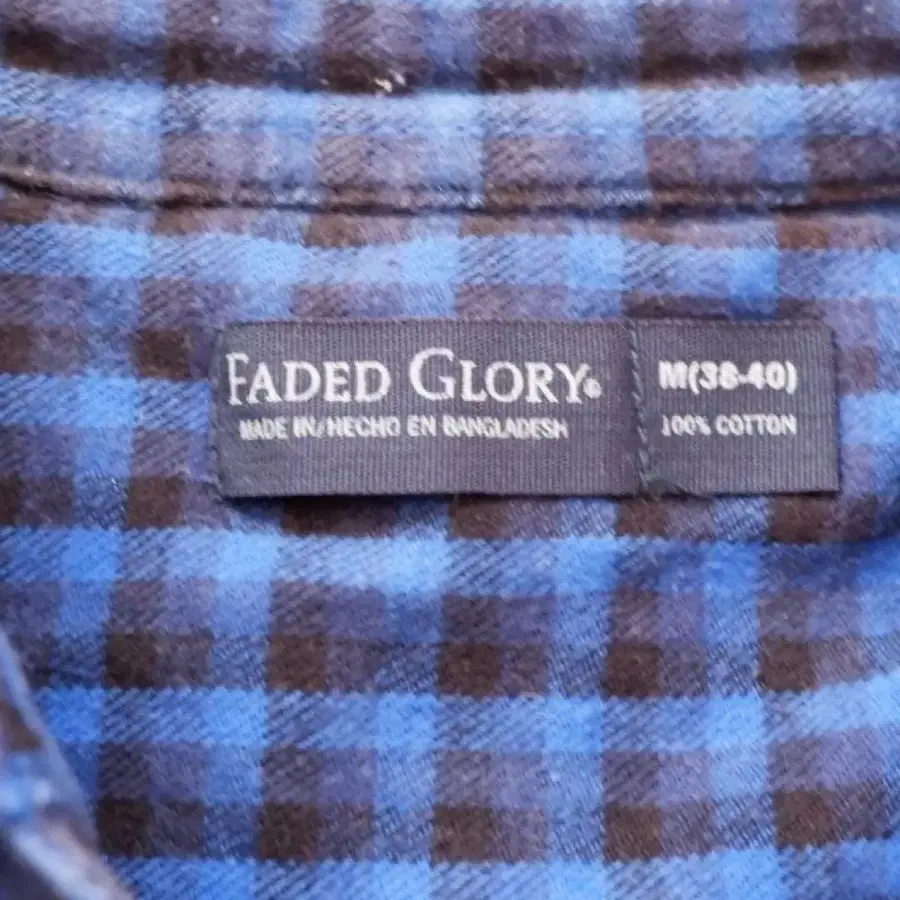 FADED GLORY®
MADE IN/HECHO EN BANGLADESH
M(38-40)
100% COTTON